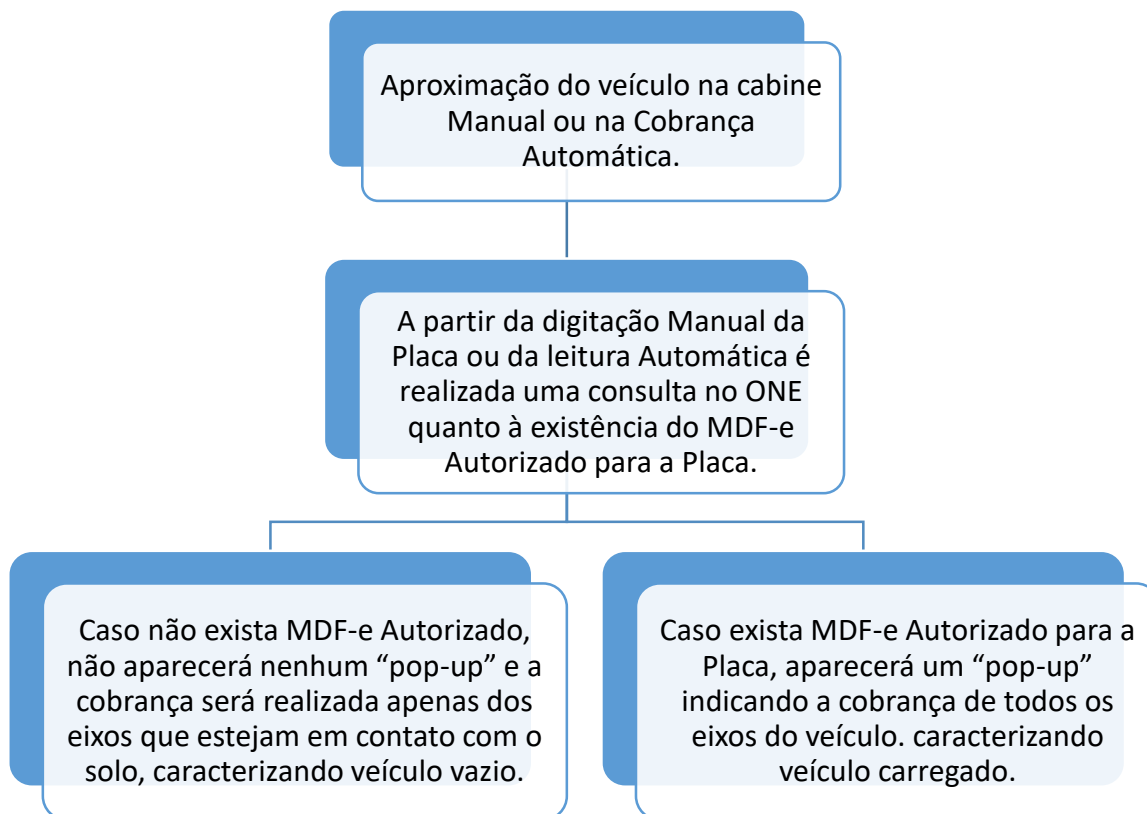 Aproximação do veículo na cabine
Manual ou na Cobrança
Automática.
A partir da digitação Manual da
Placa ou da leitura Automática é
realizada uma consulta no ONE
quanto à existência do MDF-e
Autorizado para a Placa.
Caso não exista MDF-e Autorizado,
não aparecerá nenhum “pop-up” e a
cobrança será realizada apenas dos
eixos que estejam em contato com o
solo, caracterizando veículo vazio.
Caso exista MDF-e Autorizado para a
Placa, aparecerá um “pop-up”
indicando a cobrança de todos os
eixos do veículo. caracterizando
veículo carregado.